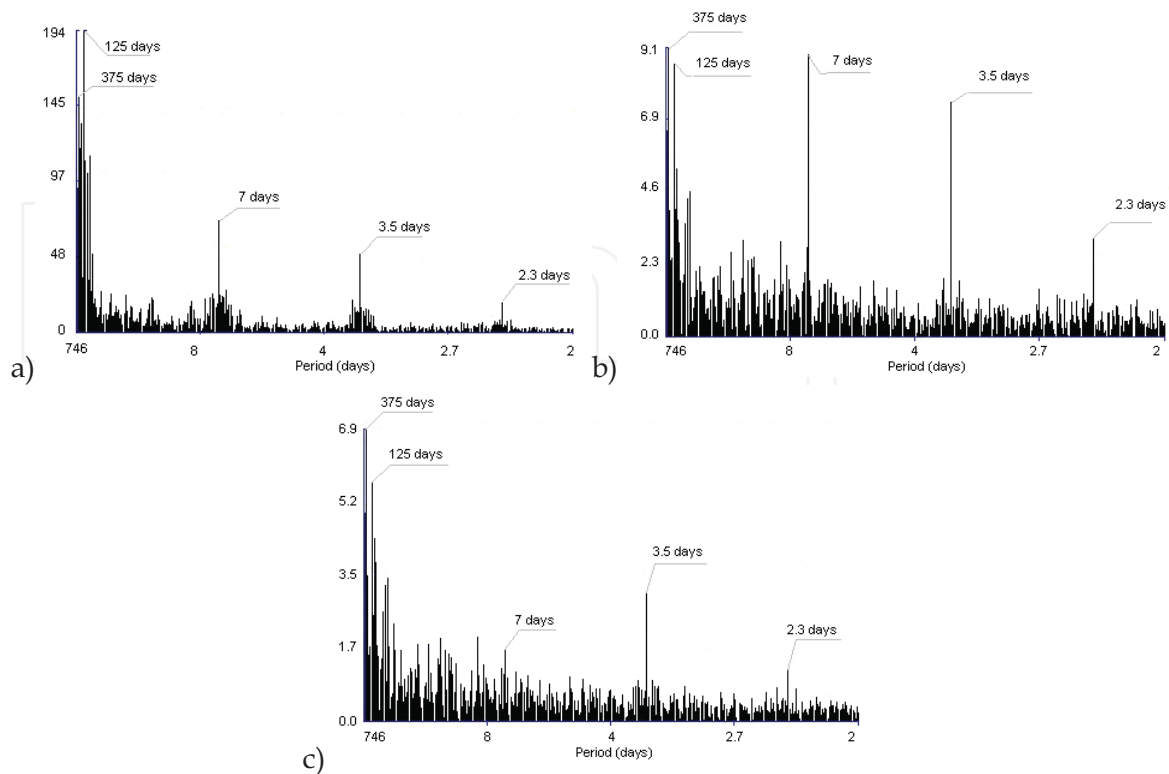 194
145
97
48
0
125 days
375 days
7 days
3.5 days
2.3 days
746 8 4 2.7 2
Period (days)
a)
9.1
6.9
4.6
2.3
0.0
375 days
125 days
7 days
3.5 days
2.3 days
746 8 4 2.7 2
Period (days)
b)
6.9
5.2
3.5
1.7
0.0
375 days
125 days
7 days
3.5 days
2.3 days
746 8 4 2.7 2
Period (days)
c)